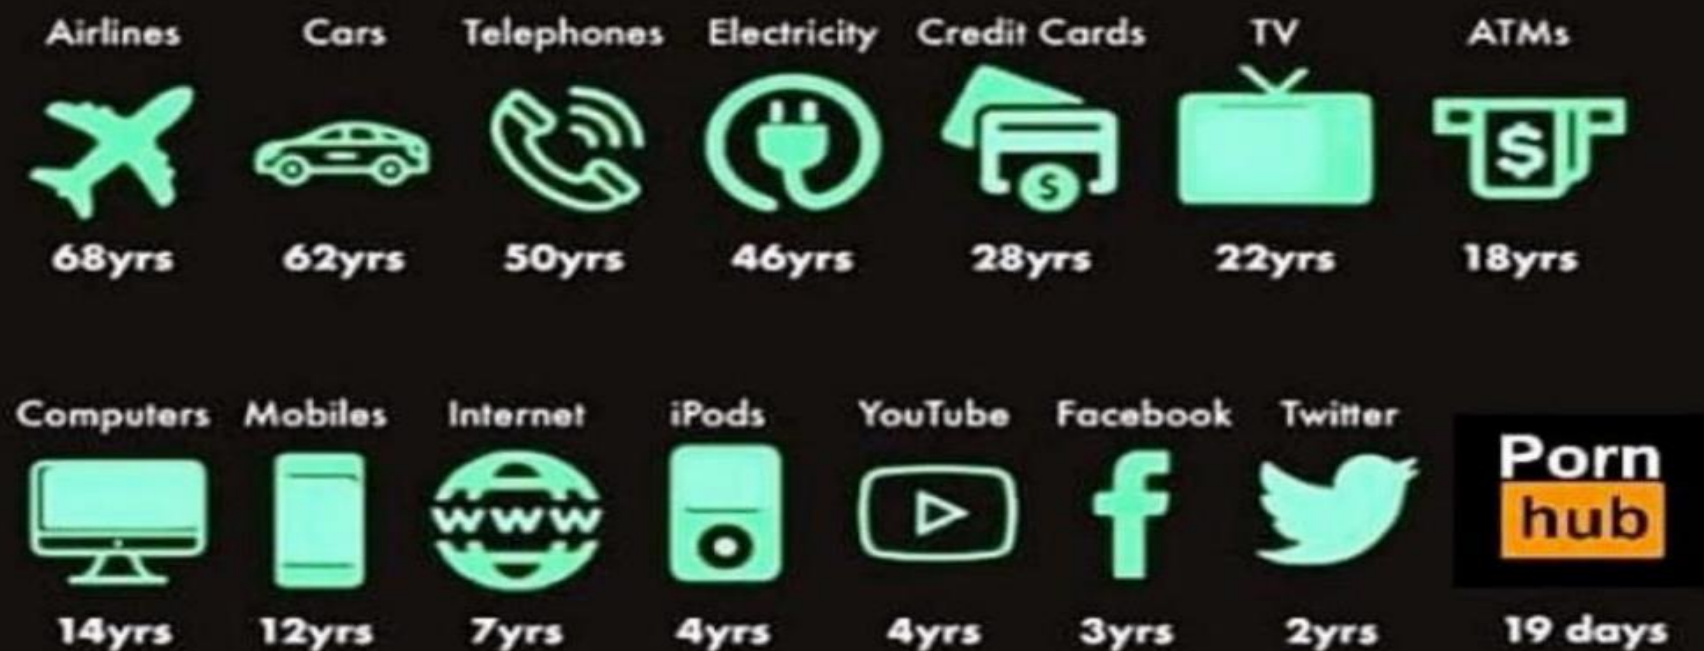 Airlines Cars Telephones Electricity Credit Cards TV ATMs
$ $
68yrs 62yrs 50yrs 46yrs 28yrs 22yrs 18yrs
Computers Mobiles Internet iPods YouTube Facebook Twitter
Porn
www f hub
14yrs 12yrs 7yrs 4yrs 4yrs 3yrs 2yrs 19 days